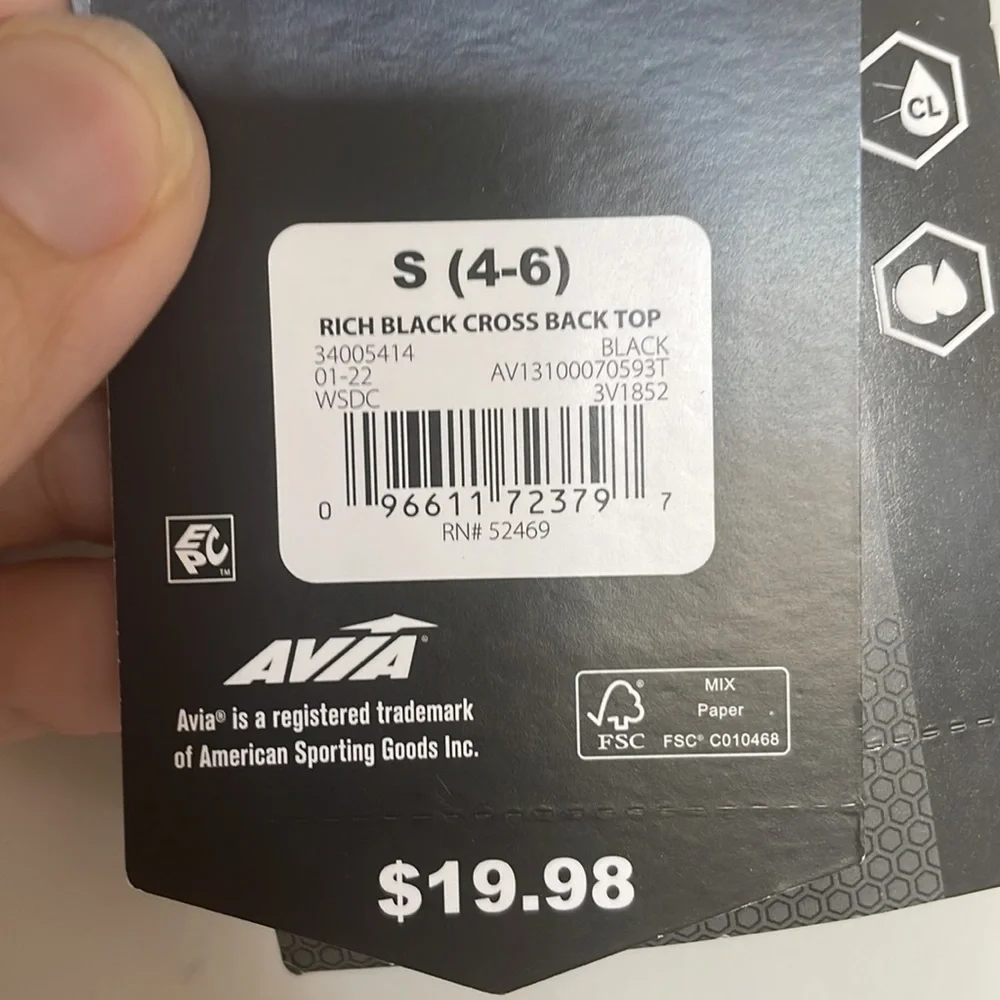 CL
S (4-6)
RICH BLACK CROSS BACK TOP
34005414 BLACK
01-22 AV13100070593T
WSDC 3V1852
0 96611 72379 7
RN# 52469
EPC TM
AVIA®
Avia® is a registered trademark
of American Sporting Goods Inc.
FSC®
MIX
Paper
FSC® C010468
$19.98